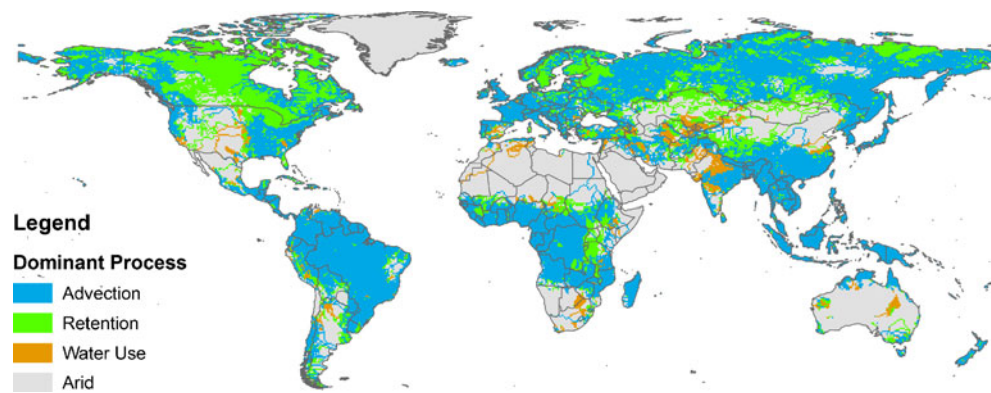 Legend
Dominant Process
Advection
Retention
Water Use
Arid